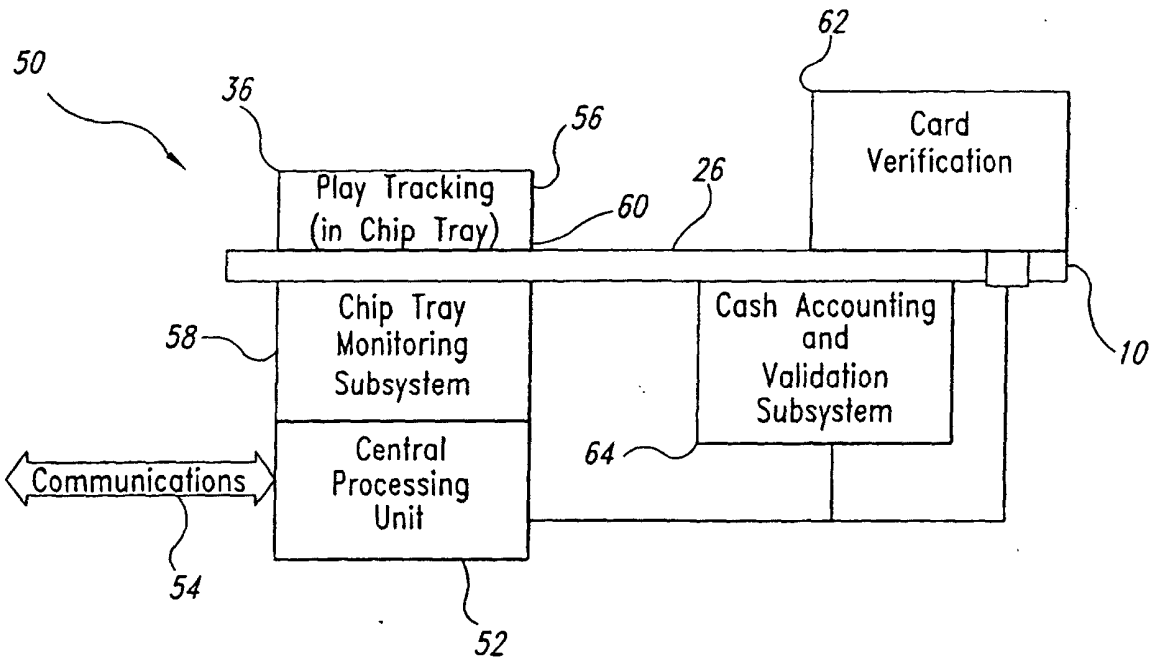 62
50
36
56
Card
Verification
Play Tracking
(in Chip Tray)
60
26
Chip Tray
Monitoring
Subsystem
58
Cash Accounting
and
Validation
Subsystem
10
64
Central
Processing
Unit
Communications
54
52